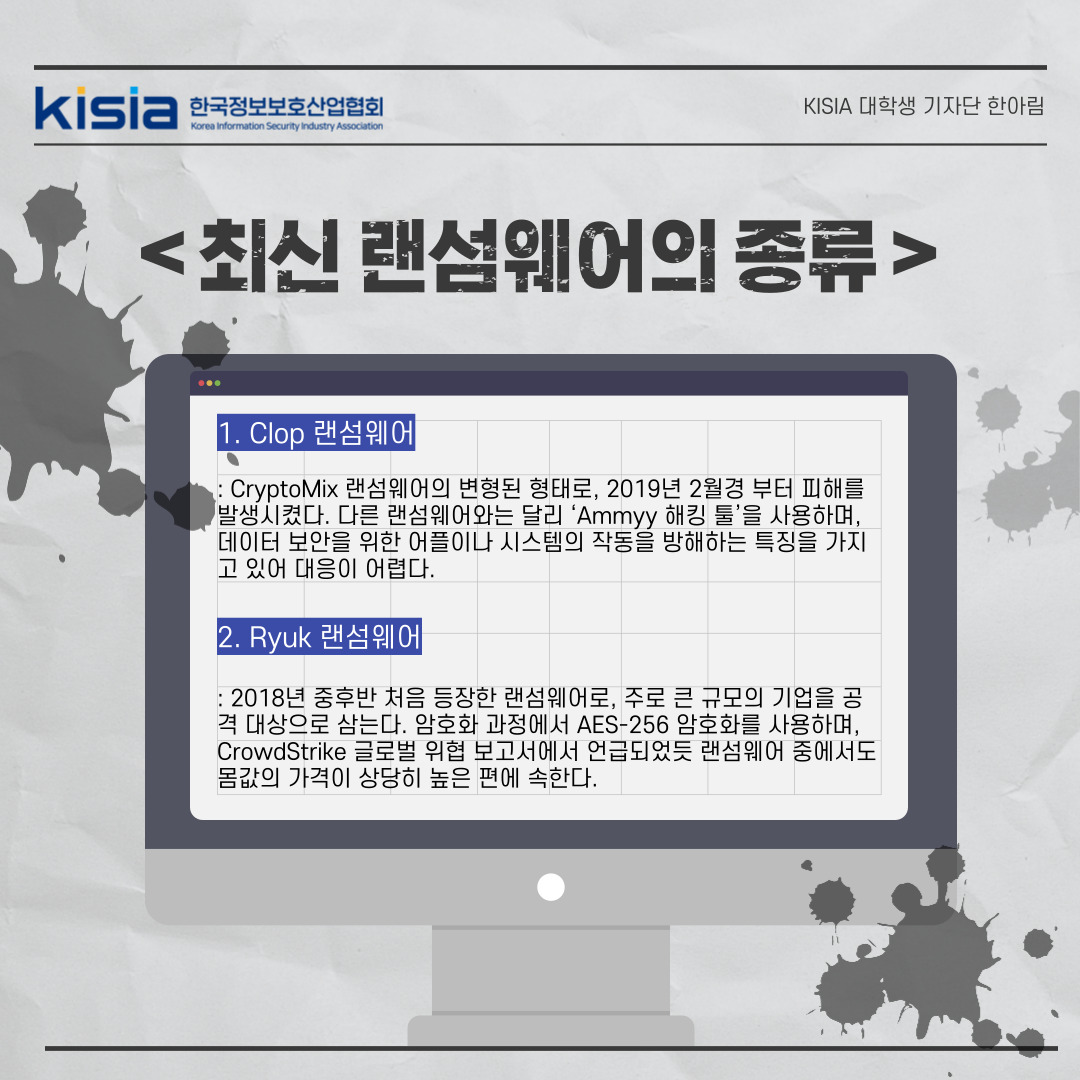 kisia 한국정보보호산업협회
Korea Information Security Industry Association
KISIA 대학생 기자단 한아림
< 최신 랜섬웨어의 종류 >
1. Clop 랜섬웨어
: CryptoMix 랜섬웨어의 변형된 형태로, 2019년 2월경 부터 피해를
발생시켰다. 다른 랜섬웨어와는 달리 ‘Ammyy 해킹 툴’을 사용하며,
데이터 보안을 위한 어플이나 시스템의 작동을 방해하는 특징을 가지
고 있어 대응이 어렵다.
2. Ryuk 랜섬웨어
: 2018년 중후반 처음 등장한 랜섬웨어로, 주로 큰 규모의 기업을 공
격 대상으로 삼는다. 암호화 과정에서 AES-256 암호화를 사용하며,
CrowdStrike 글로벌 위협 보고서에서 언급되었듯 랜섬웨어 중에서도
몸값의 가격이 상당히 높은 편에 속한다.